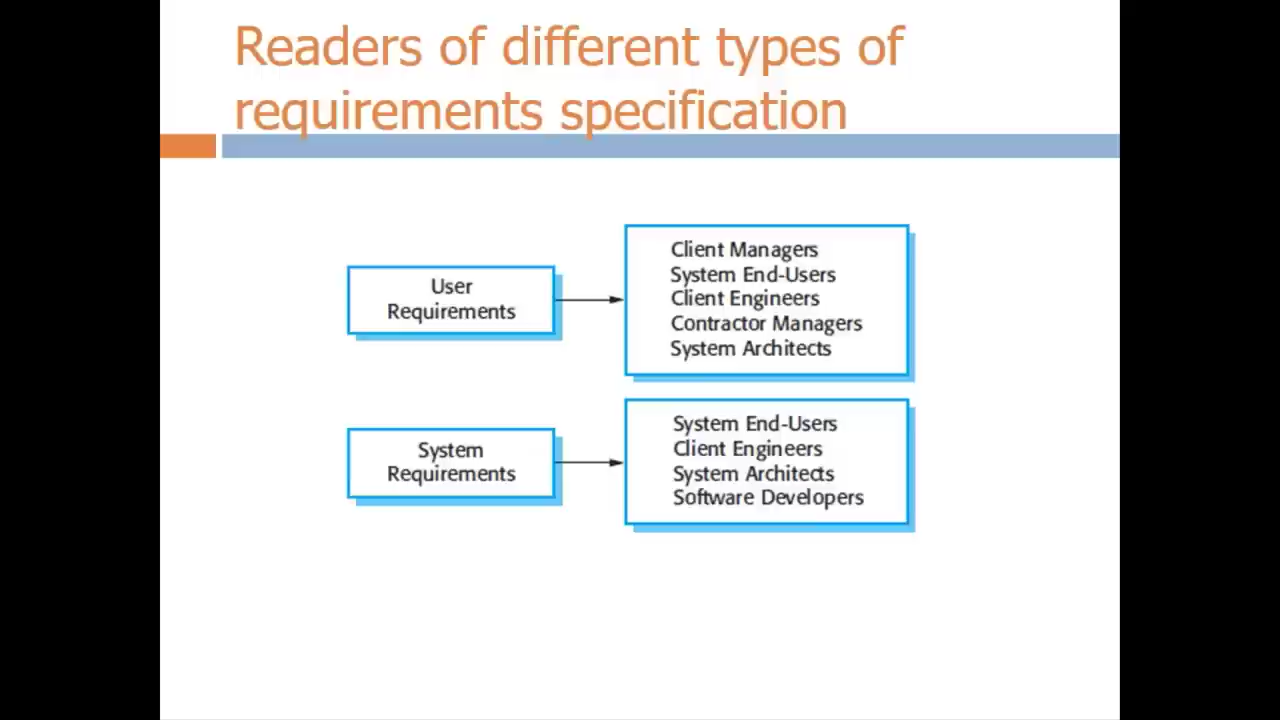 Readers of different types of
requirements specification
User
Requirements
Client Managers
System End-Users
Client Engineers
Contractor Managers
System Architects
System
Requirements
System End-Users
Client Engineers
System Architects
Software Developers